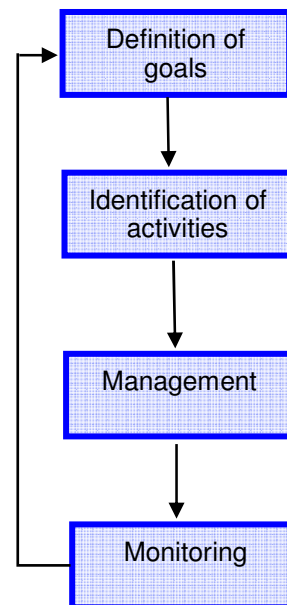 Definition of
goals
Identification of
activities
Management
Monitoring